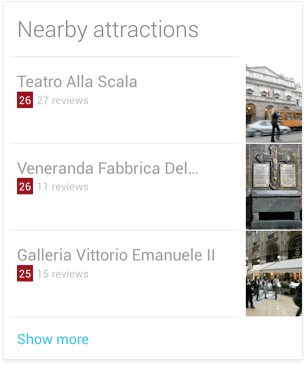 Nearby attractions
Teatro Alla Scala
26 27 reviews
Veneranda Fabbrica Del...
26 11 reviews
Galleria Vittorio Emanuele II
25 15 reviews
Show more